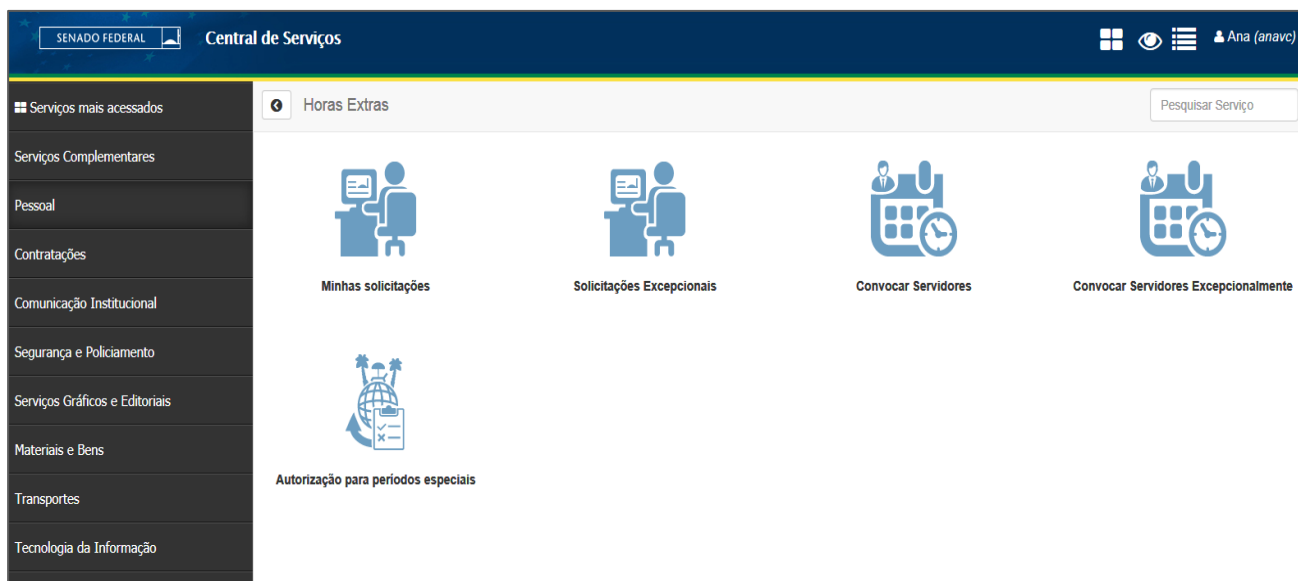 SENADO FEDERAL
Central de Serviços
Ana (anavc)
Serviços mais acessados
Serviços Complementares
Pessoal
Contratações
Comunicação Institucional
Segurança e Policiamento
Serviços Gráficos e Editoriais
Materiais e Bens
Transportes
Tecnologia da Informação
Horas Extras
Pesquisar Serviço
Minhas solicitações
Solicitações Excepcionais
Convocar Servidores
Convocar Servidores Excepcionalmente
Autorização para períodos especiais